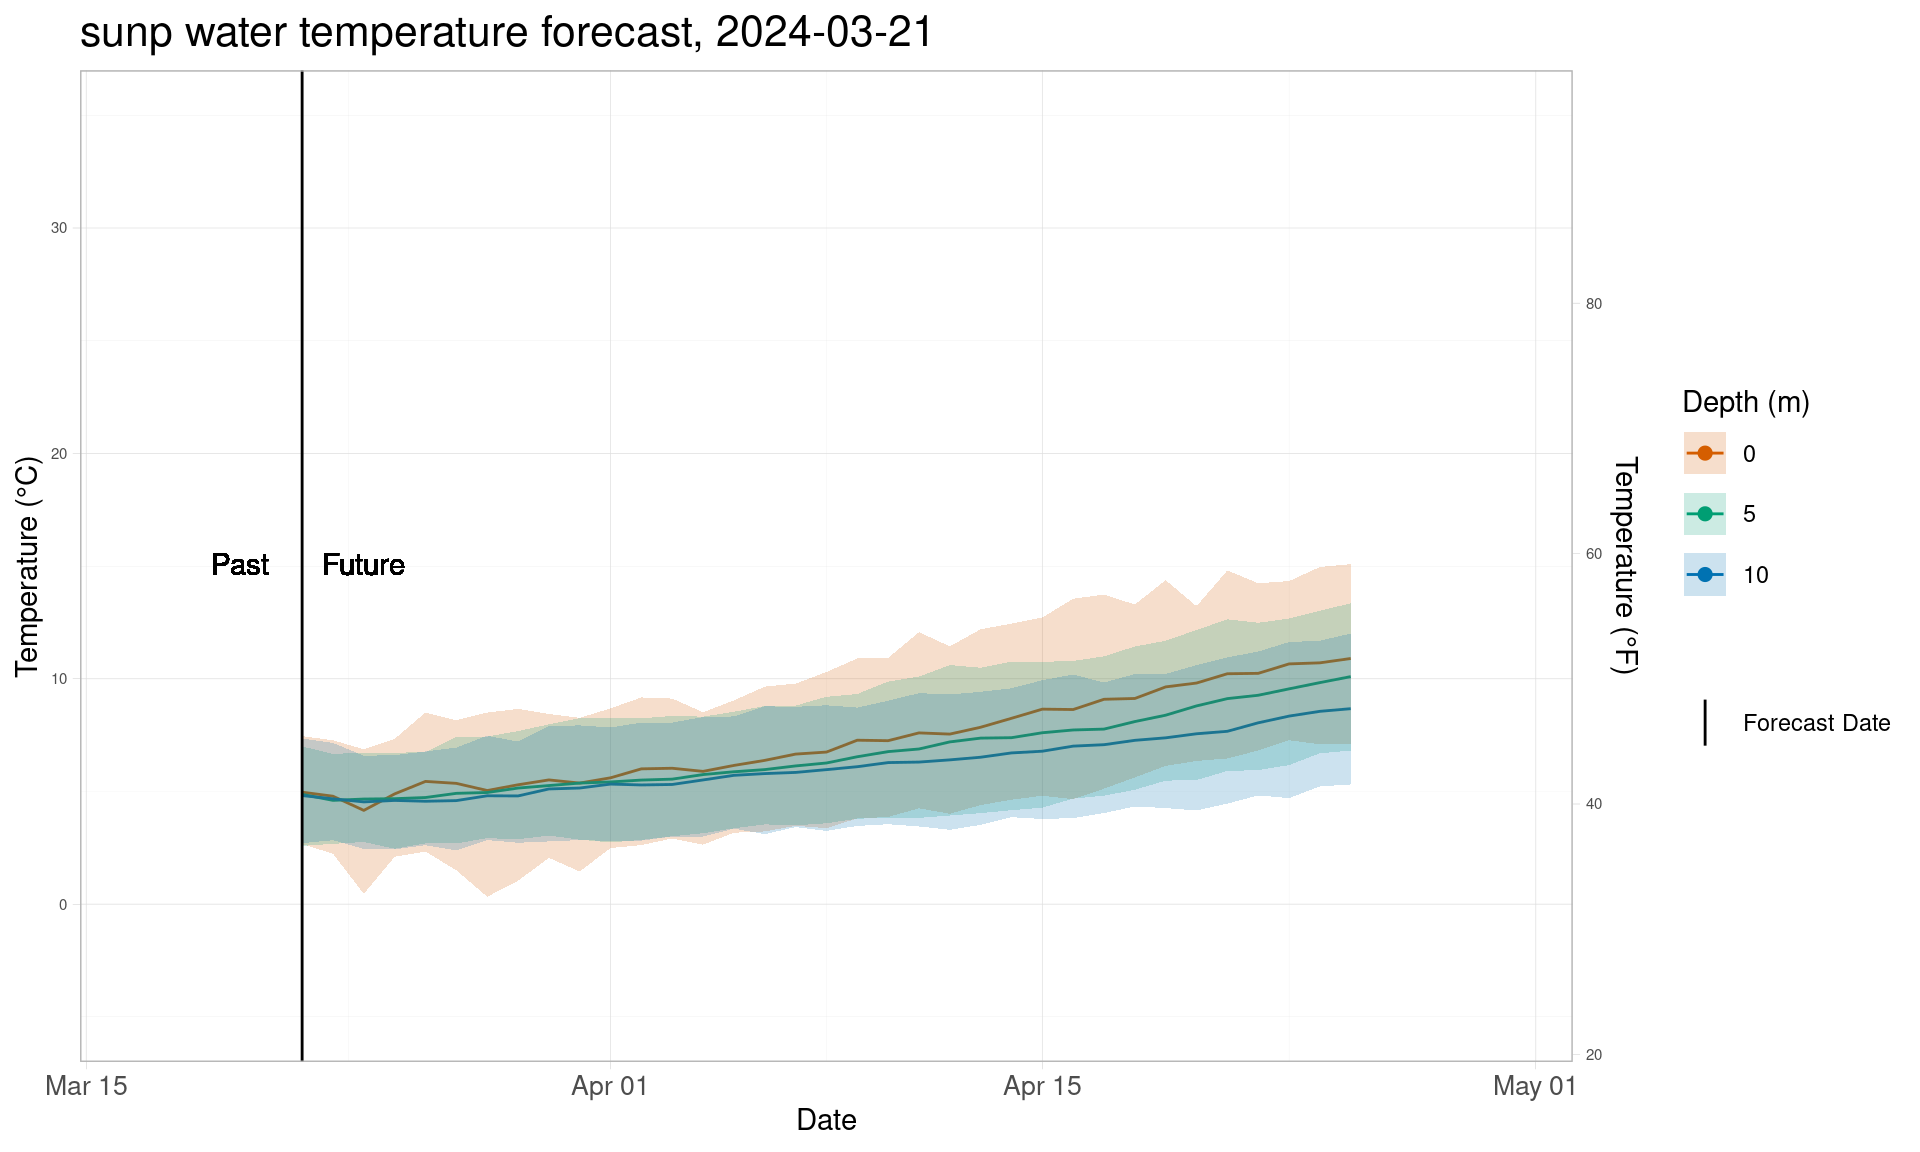 sunp water temperature forecast, 2024-03-21
Temperature (°C)
30
20
10
0
Past
Future
80
60
40
20
Temperature (°F)
Mar 15
Apr 01
Apr 15
May 01
Date
Depth (m)
0
5
10
Forecast Date